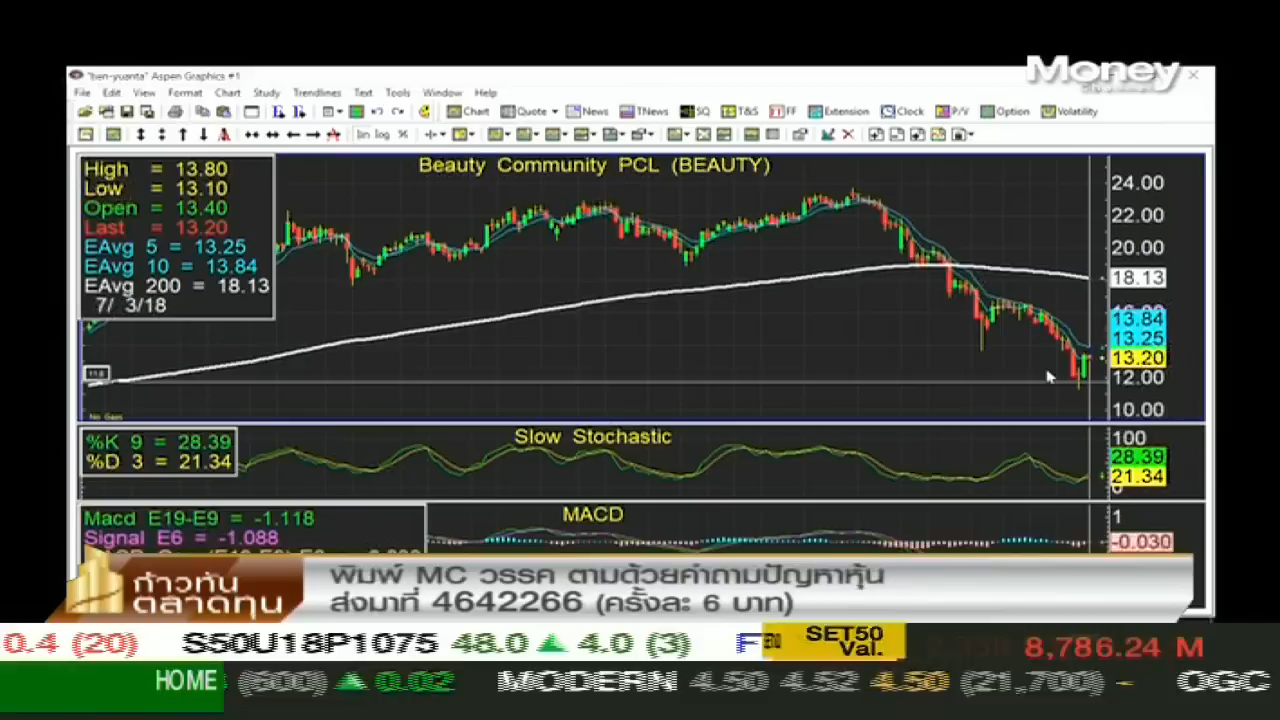 Money
"ben-yuanta" Aspen Graphics #1
File Edit View Format Chart Study Trendlines Text Tools Window Help
Chart Quote News TNews SQ T&S FF Extension Clock P/V Option Volatility
lin log %
Beauty Community PCL (BEAUTY)
High = 13.80
Low = 13.10
Open = 13.40
Last = 13.20
EAvg 5 = 13.25
EAvg 10 = 13.84
EAvg 200 = 18.13
7/ 3/18
24.00
22.00
20.00
18.13
13.84
13.25
13.20
12.00
10.00
No Gaps
Slow Stochastic
%K 9 = 28.39
%D 3 = 21.34
100
28.39
21.34
0
MACD
Macd E19-E9 = -1.118
Signal E6 = -1.088
1
-0.030
ก้าวทัน
ตลาดทุน
พิมพ์ MC วรรค ตามด้วยคำถามปัญหาหุ้น
ส่งมาที่ 4642266 (ครั้งละ 6 บาท)
0.4 (20) S50U18P1075 48.0 4.0 (3)
SET50
Val.
8,786.24 M
HOME (500) 0.02 MODERN 4.50 4.52 4.50 (21,700) OGC